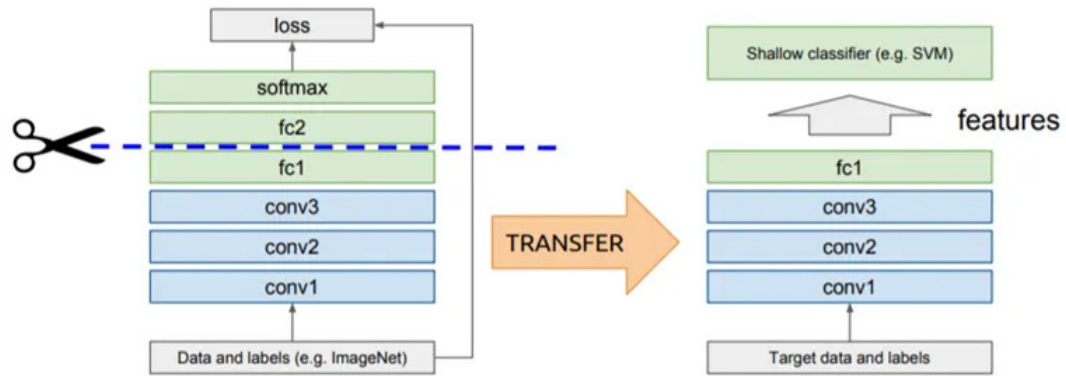 loss
softmax
fc2
fc1
conv3
conv2
conv1
Data and labels (e.g. ImageNet)
TRANSFER
Shallow classifier (e.g. SVM)
features
fc1
conv3
conv2
conv1
Target data and labels